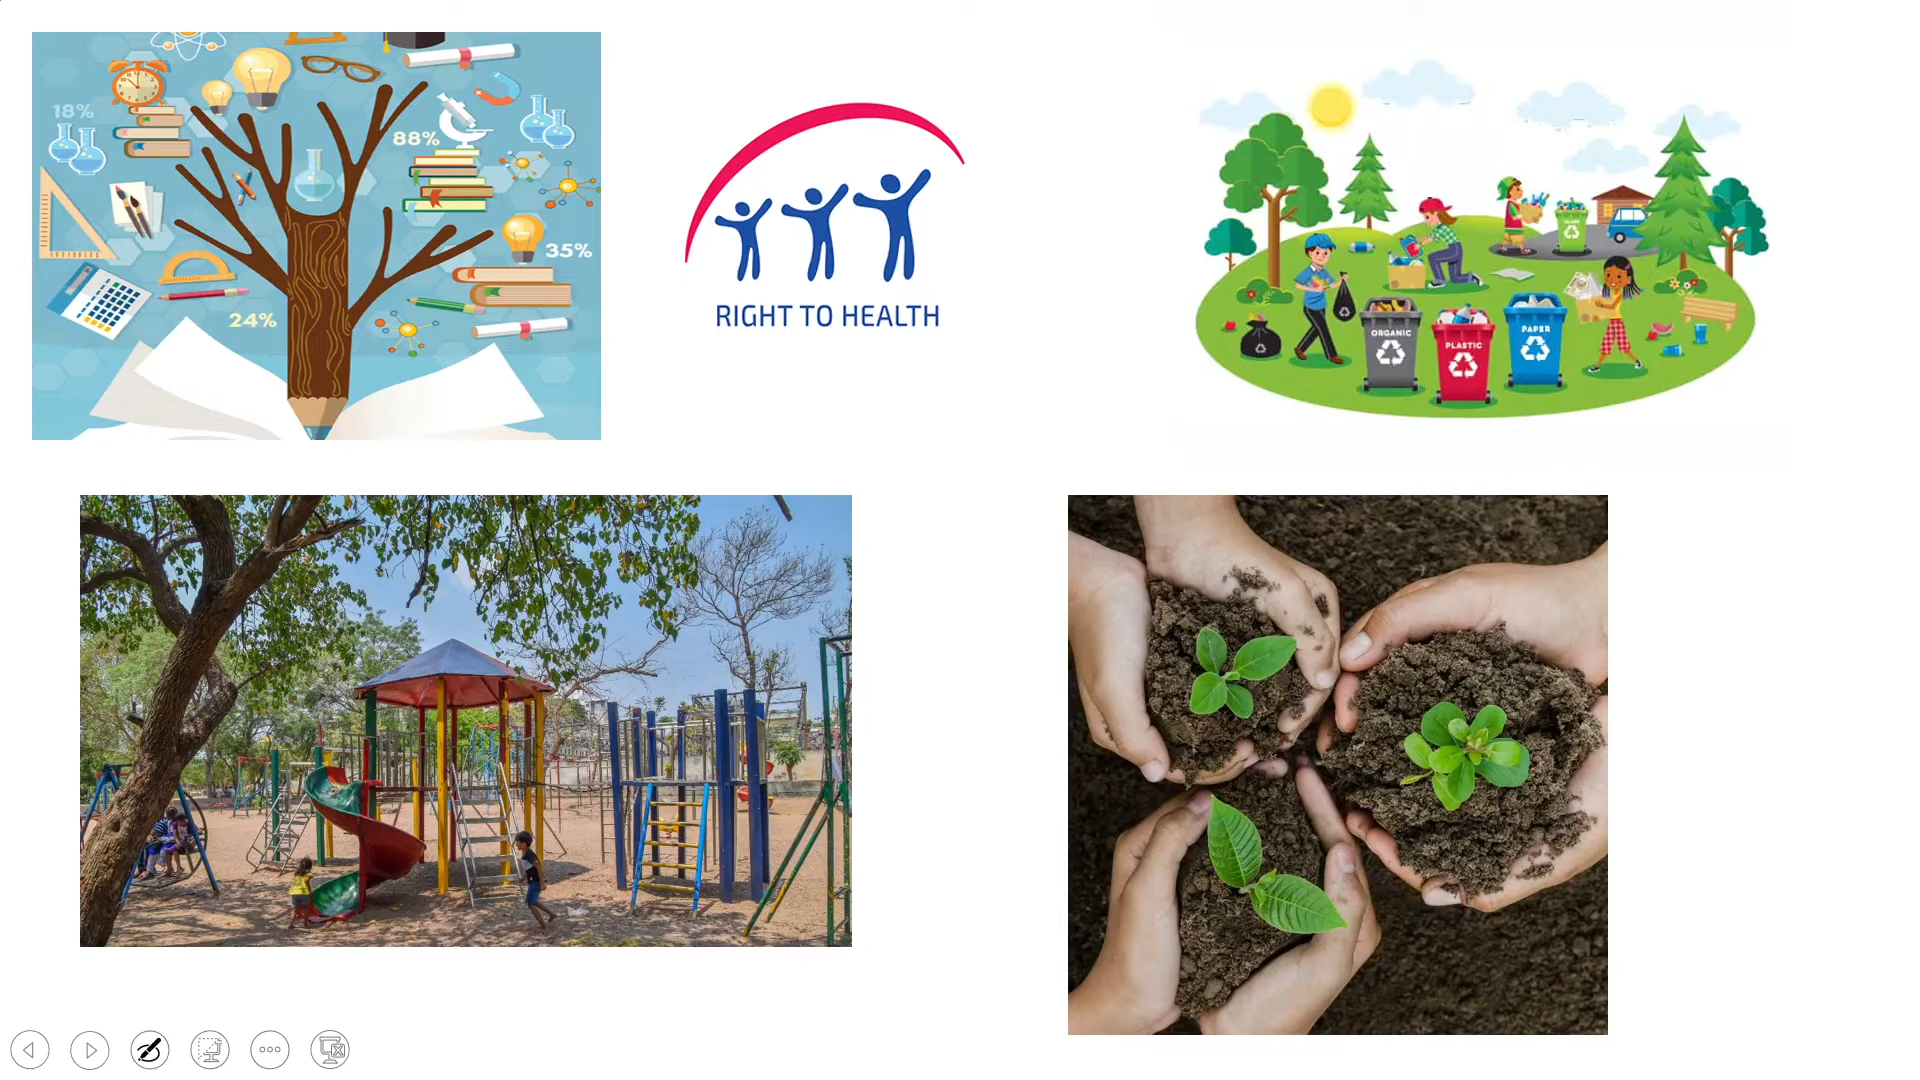 18%
88%
35%
24%
RIGHT TO HEALTH
ORGANIC
PLASTIC
PAPER